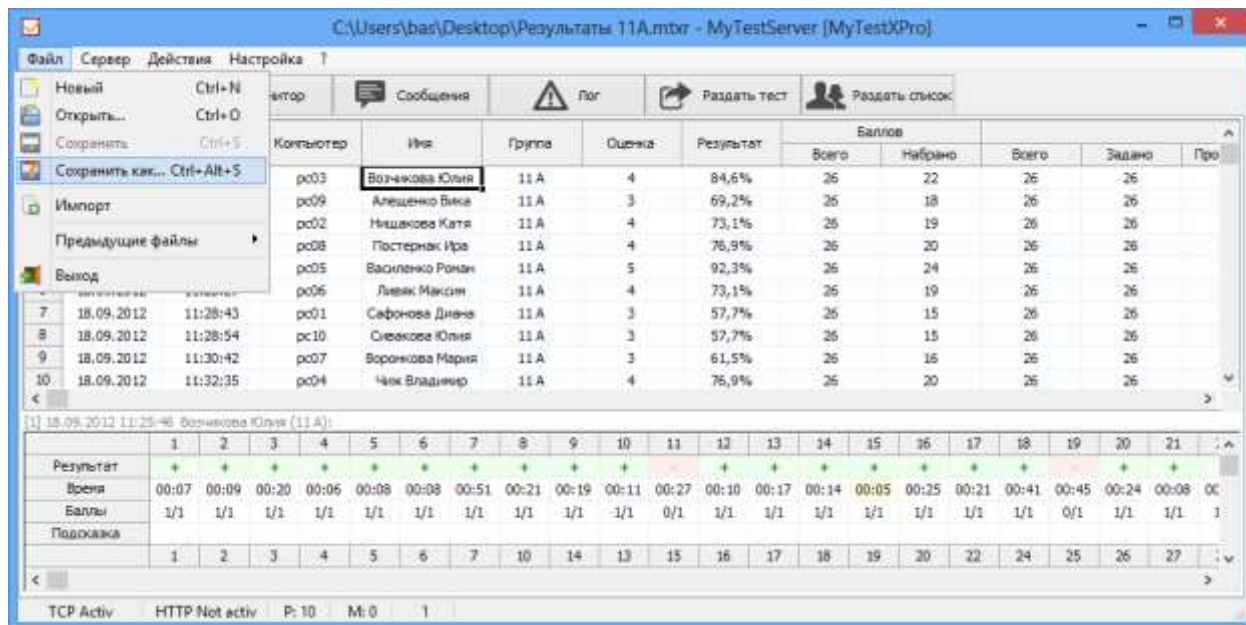 C:\Users\bas\Desktop\Результаты 11А.mtxr - MyTestServer [MyTestXPro]
Файл Сервер Действия Настройка ?
Новый Ctrl+N
Открыть... Ctrl+O
Сохранить Ctrl+S
Сохранить как... Ctrl+Alt+S
Импорт
Предыдущие файлы
Выход
Сообщения Лог Раздать тест Раздать список
Компьютер Имя Группа Оценка Результат Баллов
Всего Набрано Всего Задано Про
pc03 Возчикова Юлия 11 А 4 84,6% 26 22 26 26
pc09 Алещенко Вика 11 А 3 69,2% 26 18 26 26
pc02 Нищакова Катя 11 А 4 73,1% 26 19 26 26
pc08 Постернак Ира 11 А 4 76,9% 26 20 26 26
pc05 Василенко Роман 11 А 5 92,3% 26 24 26 26
pc06 Ливяк Максим 11 А 4 73,1% 26 19 26 26
7 18.09.2012 11:28:43 pc01 Сафонова Диана 11 А 3 57,7% 26 15 26 26
8 18.09.2012 11:28:54 pc10 Сивакова Юлия 11 А 3 57,7% 26 15 26 26
9 18.09.2012 11:30:42 pc07 Воронкова Мария 11 А 3 61,5% 26 16 26 26
10 18.09.2012 11:32:35 pc04 Чиж Владимир 11 А 4 76,9% 26 20 26 26
[1] 18.09.2012 11:25:46 Возчикова Юлия (11 А):
1 2 3 4 5 6 7 8 9 10 11 12 13 14 15 16 17 18 19 20 21
Результат + + + + + + + + + + - + + + + + + + - + +
Время 00:07 00:09 00:20 00:06 00:08 00:08 00:51 00:21 00:19 00:11 00:27 00:10 00:17 00:14 00:05 00:25 00:21 00:41 00:45 00:24 00:08
Баллы 1/1 1/1 1/1 1/1 1/1 1/1 1/1 1/1 1/1 1/1 0/1 1/1 1/1 1/1 1/1 1/1 1/1 1/1 0/1 1/1 1/1
Подсказка
1 2 3 4 5 6 7 10 14 13 15 16 17 18 19 20 22 24 25 26 27
TCP Activ HTTP Not activ P: 10 M: 0 1